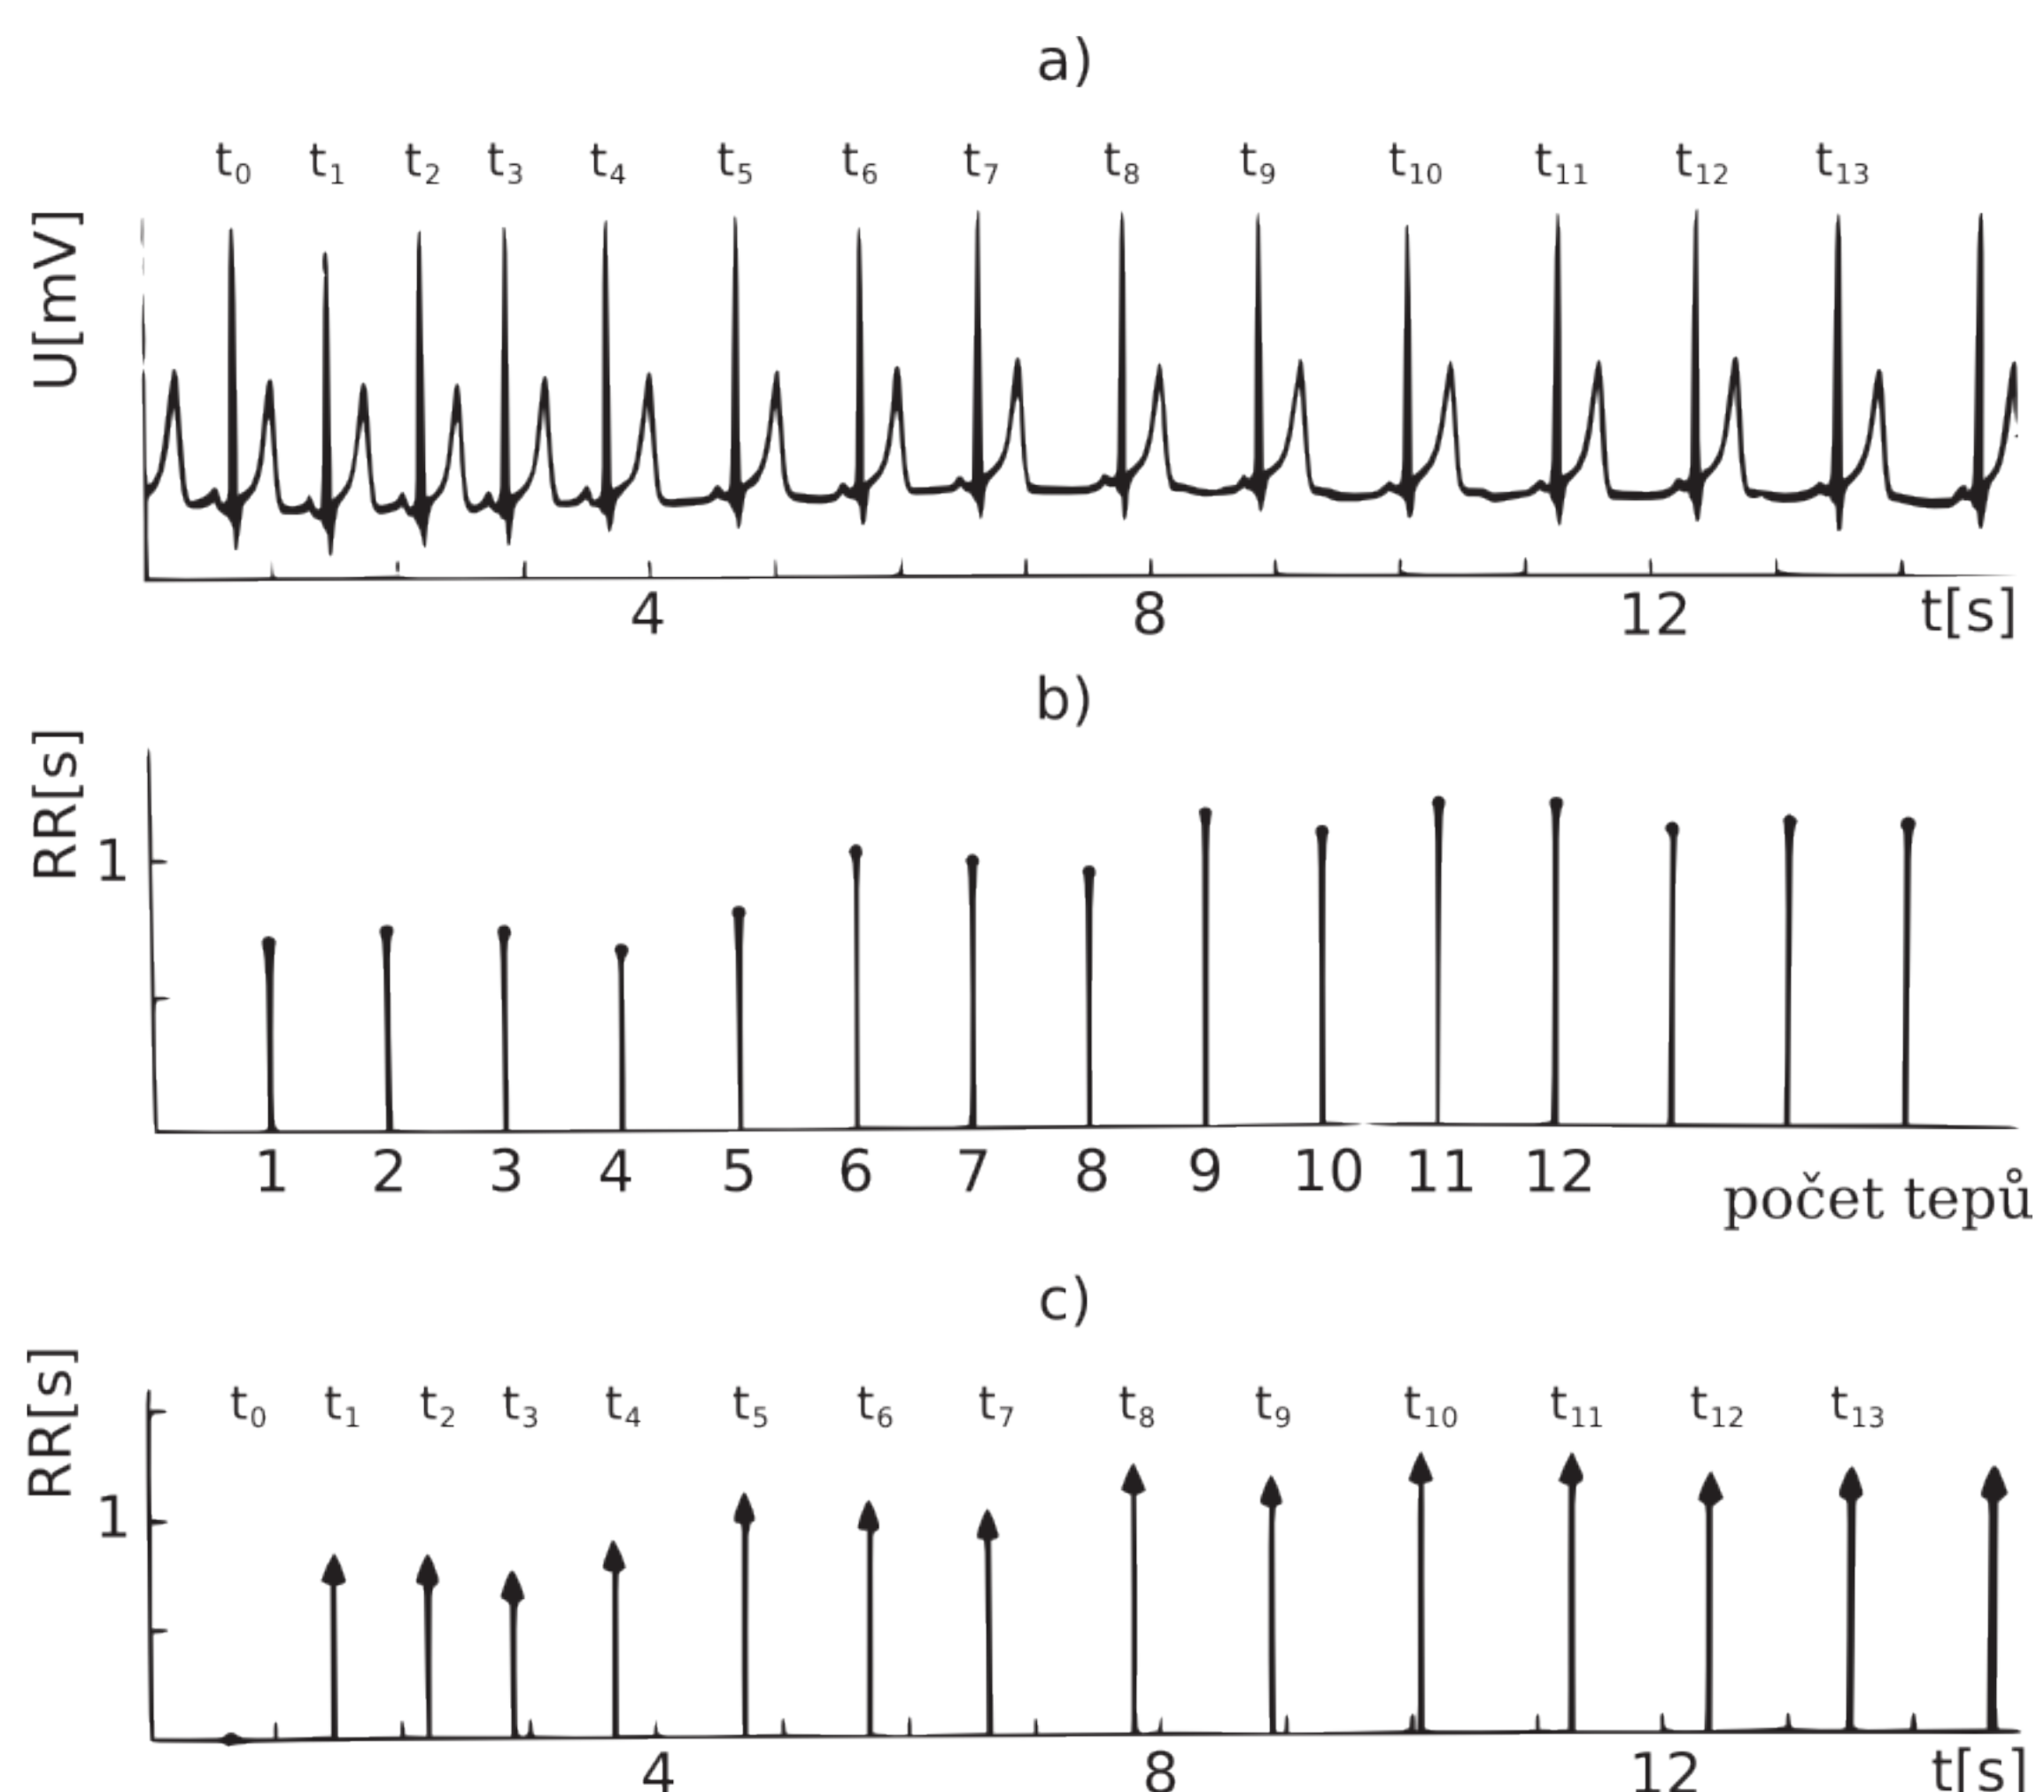 a)
t0 t1 t2 t3 t4 t5 t6 t7 t8 t9 t10 t11 t12 t13
U[mV]
4 8 12 t[s]
b)
RR[s]
1
1 2 3 4 5 6 7 8 9 10 11 12
počet tepů
c)
RR[s]
t0 t1 t2 t3 t4 t5 t6 t7 t8 t9 t10 t11 t12 t13
1
4 8 12 t[s]